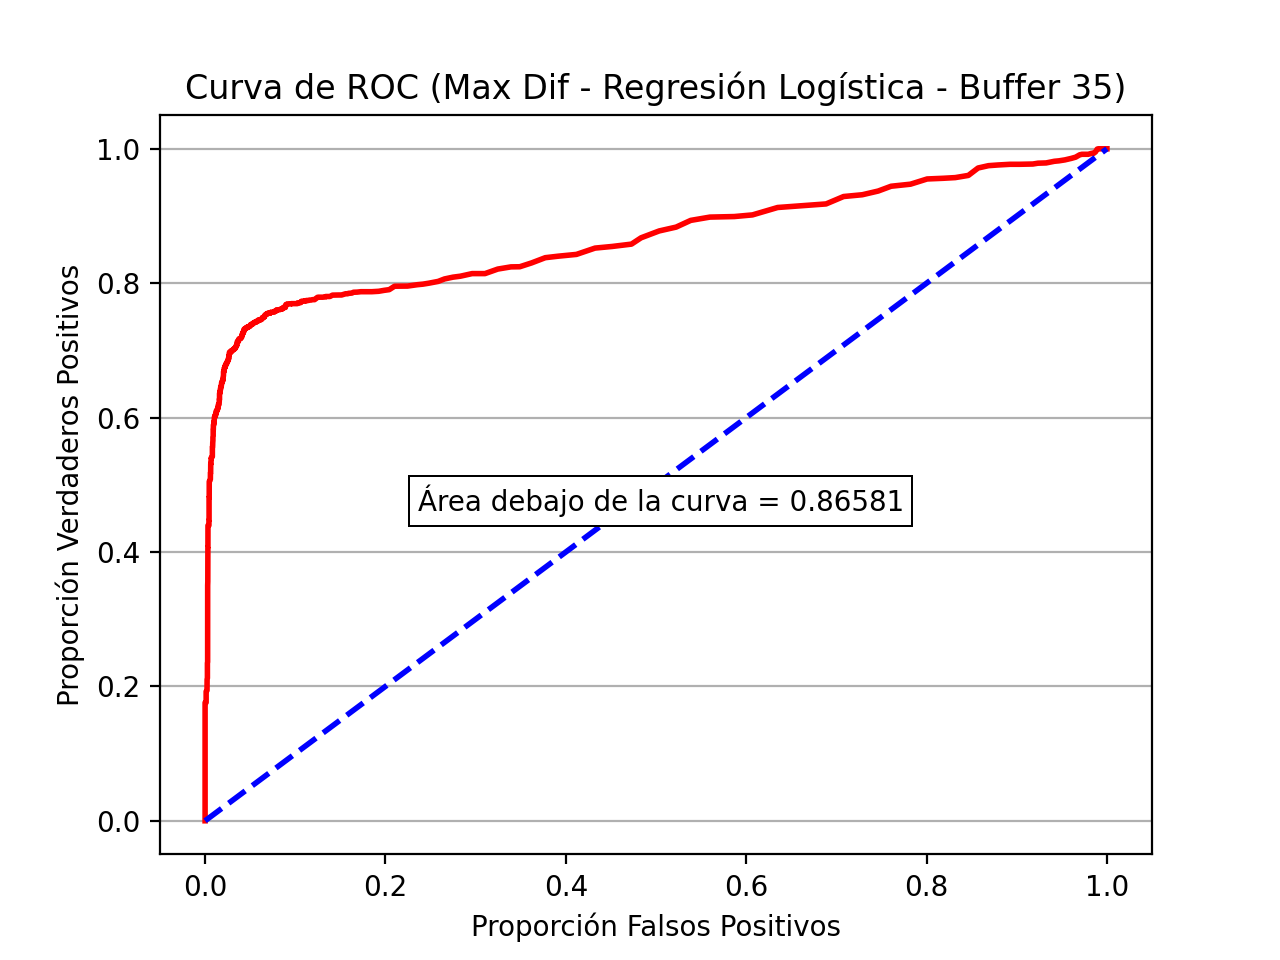 Curva de ROC (Max Dif - Regresión Logística - Buffer 35)
1.0
0.8
0.6
0.4
0.2
0.0
Proporción Verdaderos Positivos
Área debajo de la curva = 0.86581
0.0 0.2 0.4 0.6 0.8 1.0
Proporción Falsos Positivos